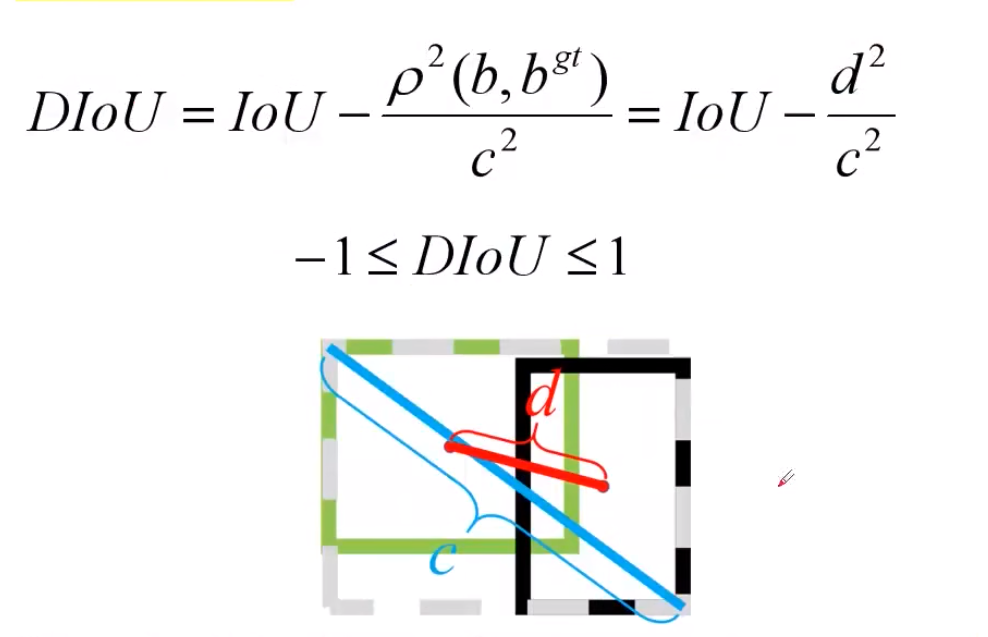 DIoU = IoU − ρ²(b, b^gt) / c² = IoU − d² / c²
−1 ≤ DIoU ≤ 1
d
c